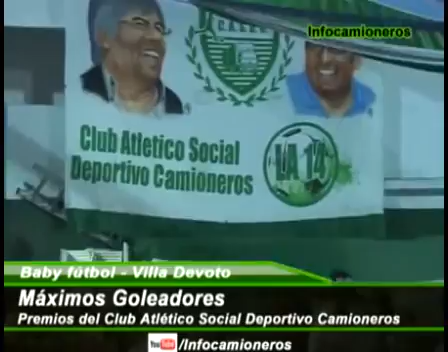 Infocamioneros
Club Atletico Social
Deportivo Camioneros
LA 14
Baby fútbol - Villa Devoto
Máximos Goleadores
Premios del Club Atlético Social Deportivo Camioneros
YouTube /Infocamioneros